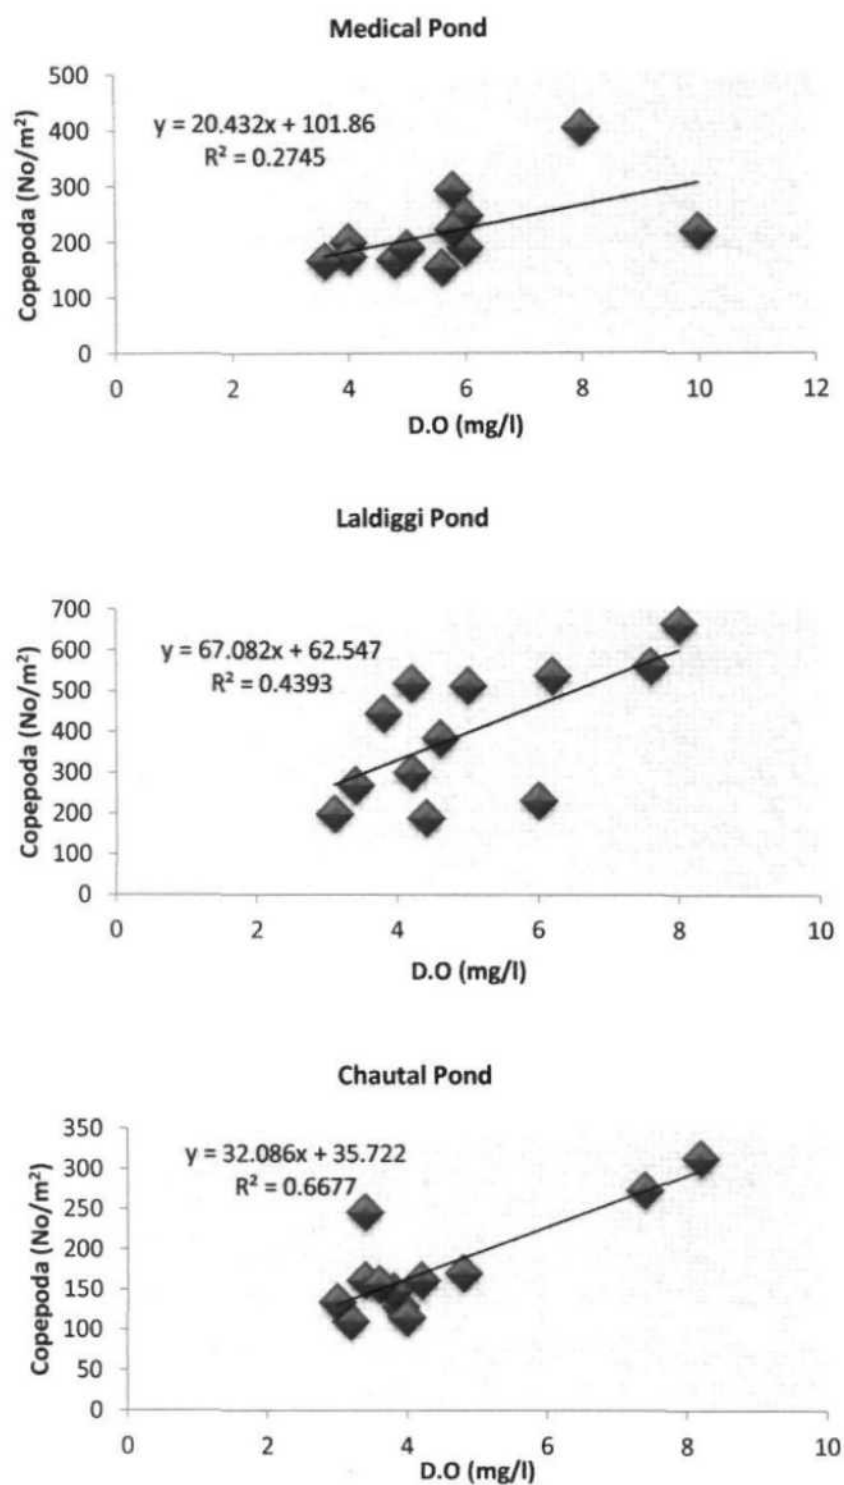 Medical Pond
500
y = 20.432x + 101.86
R² = 0.2745
400
300
200
100
0
Copepoda (No/m²)
0 2 4 6 8 10 12
D.O (mg/l)
Laldiggi Pond
700
y = 67.082x + 62.547
R² = 0.4393
600
500
400
300
200
100
0
Copepoda (No/m²)
0 2 4 6 8 10
D.O (mg/l)
Chautal Pond
350
y = 32.086x + 35.722
R² = 0.6677
300
250
200
150
100
50
0
Copepoda (No/m²)
0 2 4 6 8 10
D.O (mg/l)